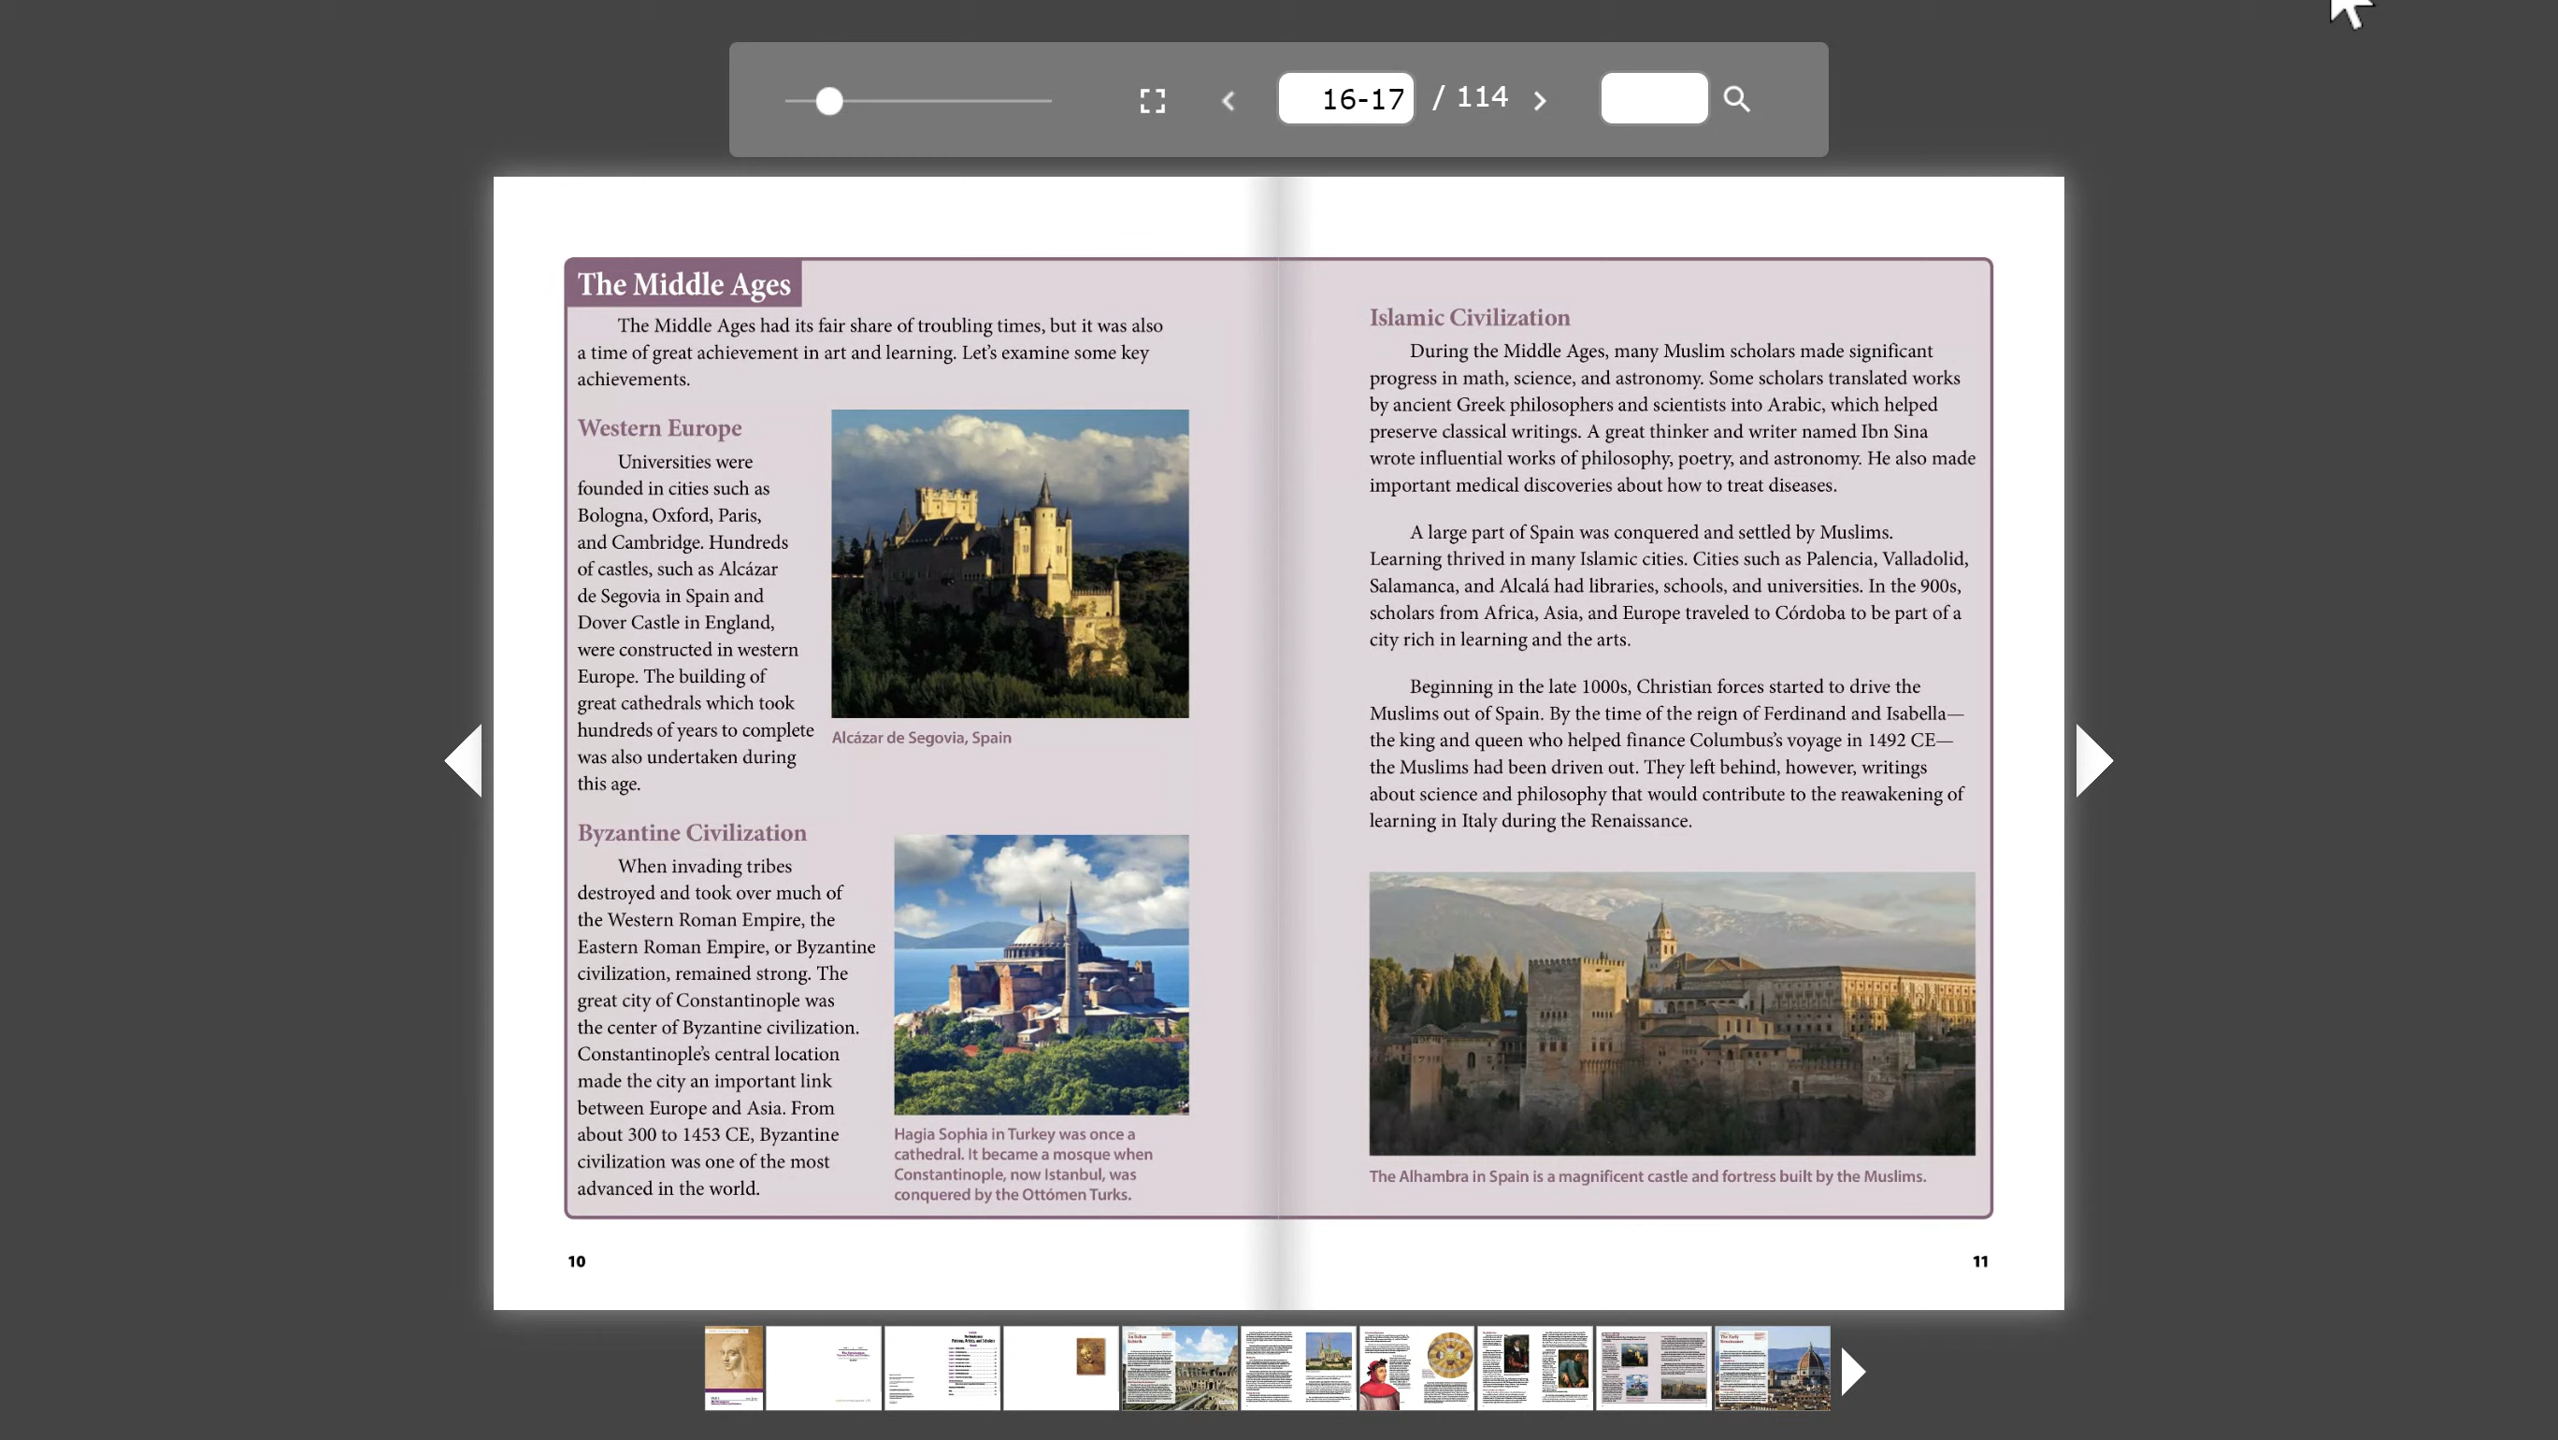 16-17 / 114
The Middle Ages
The Middle Ages had its fair share of troubling times, but it was also
a time of great achievement in art and learning. Let's examine some key
achievements.
Western Europe
Universities were
founded in cities such as
Bologna, Oxford, Paris,
and Cambridge. Hundreds
of castles, such as Alcázar
de Segovia in Spain and
Dover Castle in England,
were constructed in western
Europe. The building of
great cathedrals which took
hundreds of years to complete
was also undertaken during
this age.
Alcázar de Segovia, Spain
Byzantine Civilization
When invading tribes
destroyed and took over much of
the Western Roman Empire, the
Eastern Roman Empire, or Byzantine
civilization, remained strong. The
great city of Constantinople was
the center of Byzantine civilization.
Constantinople's central location
made the city an important link
between Europe and Asia. From
about 300 to 1453 CE, Byzantine
civilization was one of the most
advanced in the world.
Hagia Sophia in Turkey was once a
cathedral. It became a mosque when
Constantinople, now Istanbul, was
conquered by the Ottómen Turks.
10
Islamic Civilization
During the Middle Ages, many Muslim scholars made significant
progress in math, science, and astronomy. Some scholars translated works
by ancient Greek philosophers and scientists into Arabic, which helped
preserve classical writings. A great thinker and writer named Ibn Sina
wrote influential works of philosophy, poetry, and astronomy. He also made
important medical discoveries about how to treat diseases.
A large part of Spain was conquered and settled by Muslims.
Learning thrived in many Islamic cities. Cities such as Palencia, Valladolid,
Salamanca, and Alcalá had libraries, schools, and universities. In the 900s,
scholars from Africa, Asia, and Europe traveled to Córdoba to be part of a
city rich in learning and the arts.
Beginning in the late 1000s, Christian forces started to drive the
Muslims out of Spain. By the time of the reign of Ferdinand and Isabella—
the king and queen who helped finance Columbus's voyage in 1492 CE—
the Muslims had been driven out. They left behind, however, writings
about science and philosophy that would contribute to the reawakening of
learning in Italy during the Renaissance.
The Alhambra in Spain is a magnificent castle and fortress built by the Muslims.
11